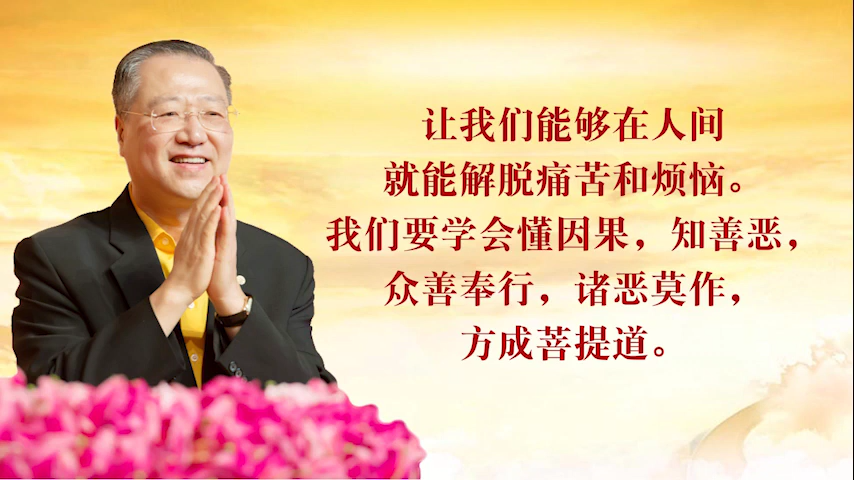 让我们能够在人间
就能解脱痛苦和烦恼。
我们要学会懂因果，知善恶，
众善奉行，诸恶莫作，
方成菩提道。